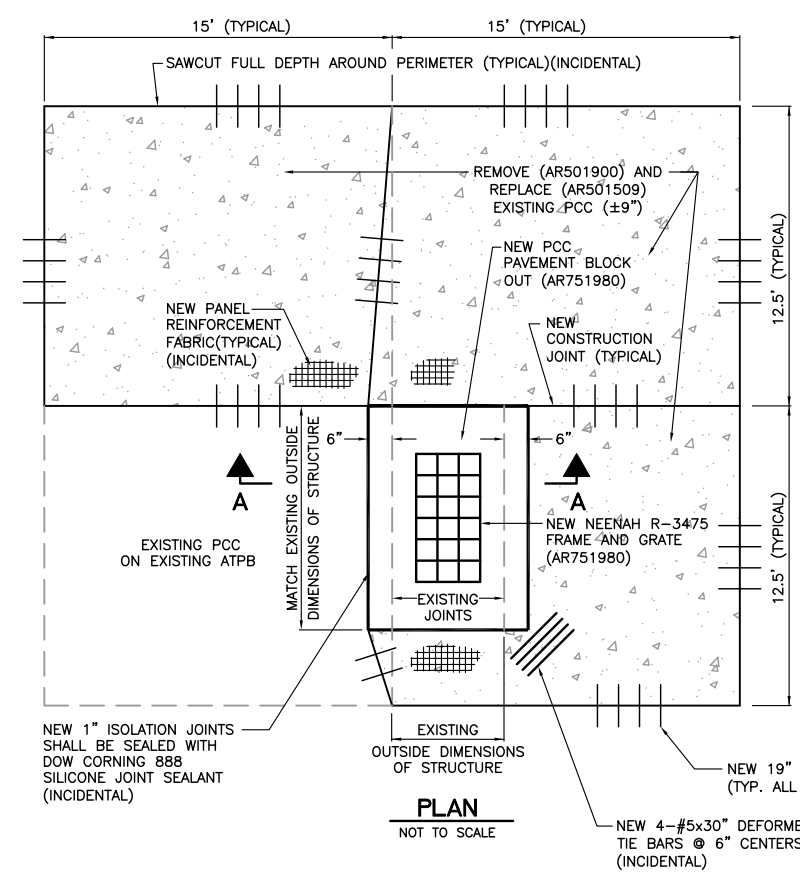 15' (TYPICAL)
15' (TYPICAL)
SAWCUT FULL DEPTH AROUND PERIMETER (TYPICAL)(INCIDENTAL)
REMOVE (AR501900) AND
REPLACE (AR501509)
EXISTING PCC (±9")
NEW PCC
PAVEMENT BLOCK
OUT (AR751980)
12.5' (TYPICAL)
NEW PANEL
REINFORCEMENT
FABRIC(TYPICAL)
(INCIDENTAL)
NEW
CONSTRUCTION
JOINT (TYPICAL)
6"
6"
MATCH EXISTING OUTSIDE
DIMENSIONS OF STRUCTURE
A
A
EXISTING PCC
ON EXISTING ATPB
NEW NEENAH R-3475
FRAME AND GRATE
(AR751980)
12.5' (TYPICAL)
EXISTING
JOINTS
NEW 1" ISOLATION JOINTS
SHALL BE SEALED WITH
DOW CORNING 888
SILICONE JOINT SEALANT
(INCIDENTAL)
EXISTING
OUTSIDE DIMENSIONS
OF STRUCTURE
NEW 19"
(TYP. ALL
PLAN
NOT TO SCALE
NEW 4-#5x30" DEFORME
TIE BARS @ 6" CENTERS
(INCIDENTAL)